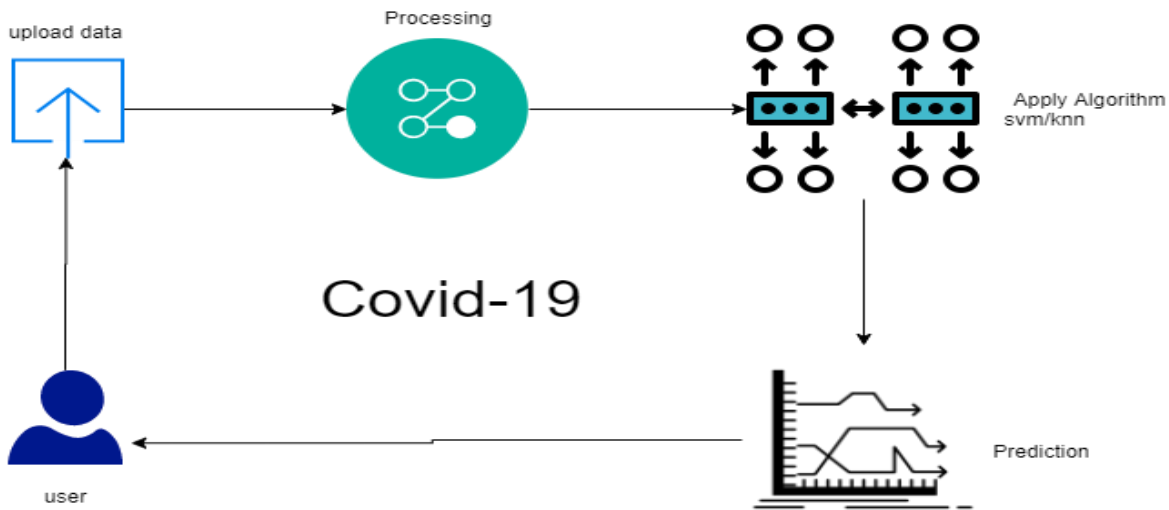 upload data
Processing
Apply Algorithm
svm/knn
Covid-19
Prediction
user